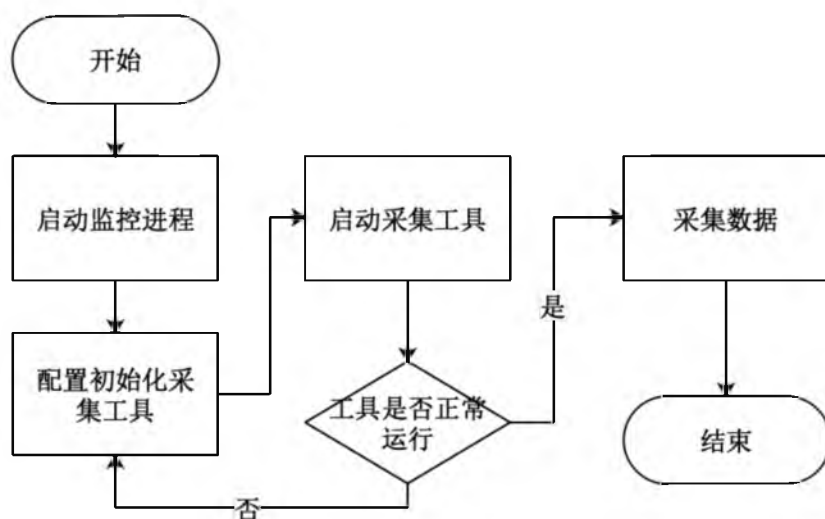 开始
启动监控进程
配置初始化采
集工具
启动采集工具
工具是否正常
运行
否
是
采集数据
结束